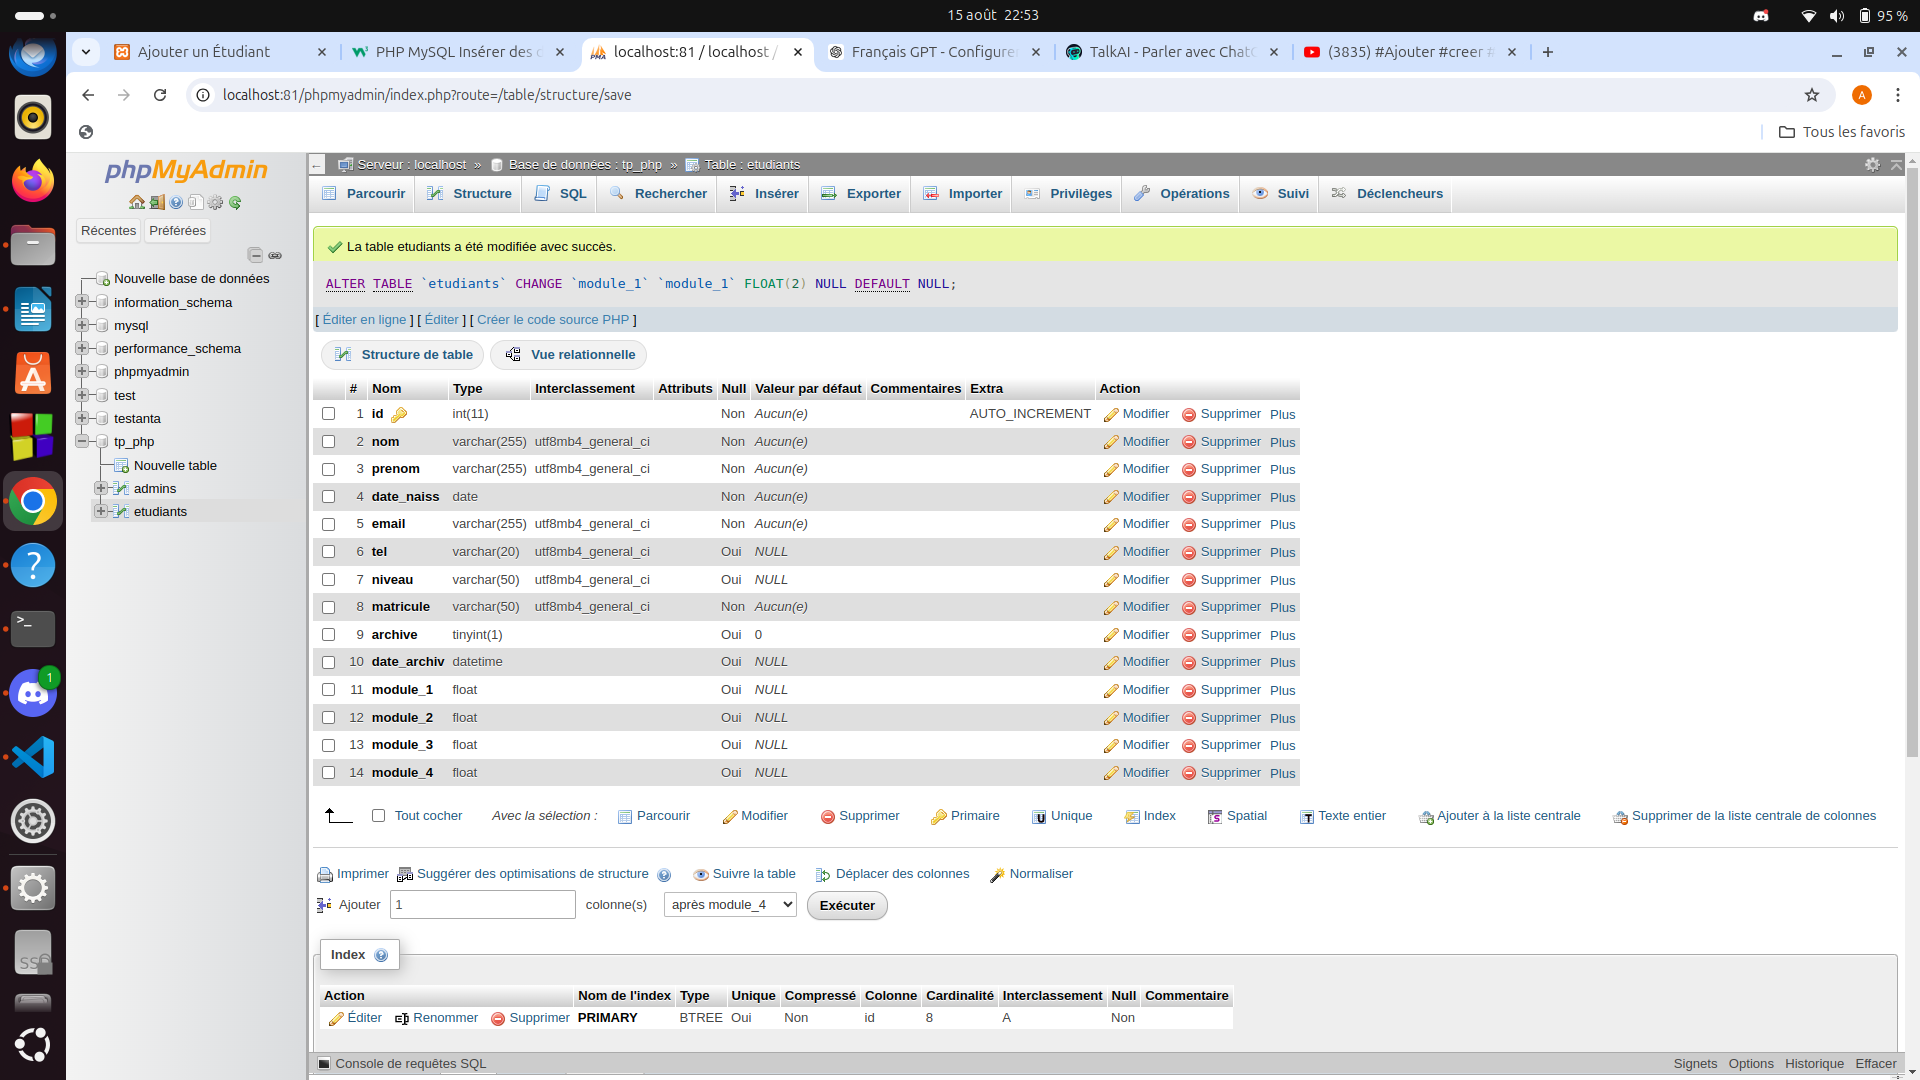 15 août 22:53
95 %
Ajouter un Étudiant
PHP MySQL Insérer des
localhost:81 / localhost /
Français GPT - Configure
TalkAI - Parler avec Chat
(3835) #Ajouter #creer #
localhost:81/phpmyadmin/index.php?route=/table/structure/save
A
Tous les favoris
phpMyAdmin
Récentes Préférées
Nouvelle base de données
information_schema
mysql
performance_schema
phpmyadmin
test
testanta
tp_php
Nouvelle table
admins
etudiants
1
Serveur : localhost » Base de données : tp_php » Table : etudiants
Parcourir Structure SQL Rechercher Insérer Exporter Importer Privilèges Opérations Suivi Déclencheurs
La table etudiants a été modifiée avec succès.
ALTER TABLE `etudiants` CHANGE `module_1` `module_1` FLOAT(2) NULL DEFAULT NULL;
[ Éditer en ligne ] [ Éditer ] [ Créer le code source PHP ]
Structure de table Vue relationnelle
# Nom Type Interclassement Attributs Null Valeur par défaut Commentaires Extra Action
1 id int(11) Non Aucun(e) AUTO_INCREMENT Modifier Supprimer Plus
2 nom varchar(255) utf8mb4_general_ci Non Aucun(e) Modifier Supprimer Plus
3 prenom varchar(255) utf8mb4_general_ci Non Aucun(e) Modifier Supprimer Plus
4 date_naiss date Non Aucun(e) Modifier Supprimer Plus
5 email varchar(255) utf8mb4_general_ci Non Aucun(e) Modifier Supprimer Plus
6 tel varchar(20) utf8mb4_general_ci Oui NULL Modifier Supprimer Plus
7 niveau varchar(50) utf8mb4_general_ci Oui NULL Modifier Supprimer Plus
8 matricule varchar(50) utf8mb4_general_ci Non Aucun(e) Modifier Supprimer Plus
9 archive tinyint(1) Oui 0 Modifier Supprimer Plus
10 date_archiv datetime Oui NULL Modifier Supprimer Plus
11 module_1 float Oui NULL Modifier Supprimer Plus
12 module_2 float Oui NULL Modifier Supprimer Plus
13 module_3 float Oui NULL Modifier Supprimer Plus
14 module_4 float Oui NULL Modifier Supprimer Plus
Tout cocher Avec la sélection : Parcourir Modifier Supprimer Primaire Unique Index Spatial Texte entier Ajouter à la liste centrale Supprimer de la liste centrale de colonnes
Imprimer Suggérer des optimisations de structure Suivre la table Déplacer des colonnes Normaliser
Ajouter 1 colonne(s) après module_4 Exécuter
Index
Action Nom de l'index Type Unique Compressé Colonne Cardinalité Interclassement Null Commentaire
Éditer Renommer Supprimer PRIMARY BTREE Oui Non id 8 A Non
Console de requêtes SQL Signets Options Historique Effacer